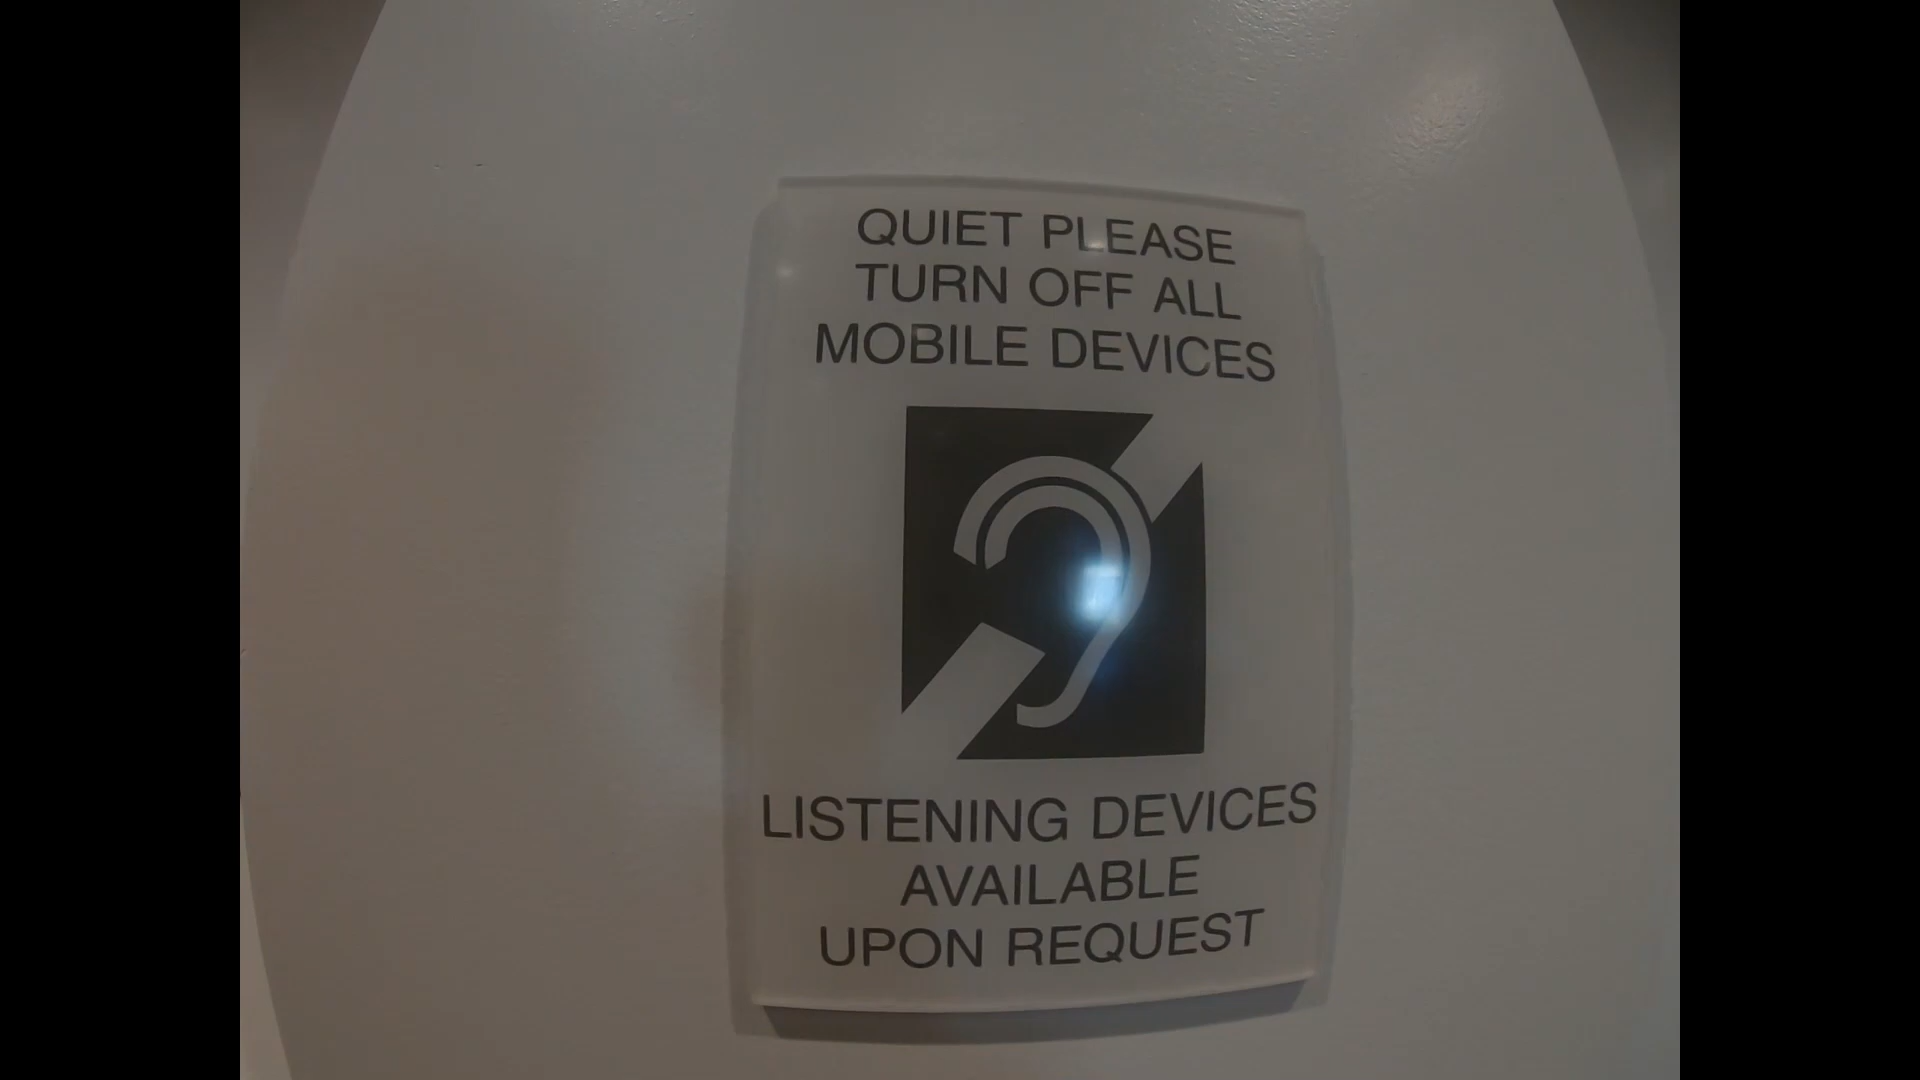 QUIET PLEASE
TURN OFF ALL
MOBILE DEVICES
LISTENING DEVICES
AVAILABLE
UPON REQUEST